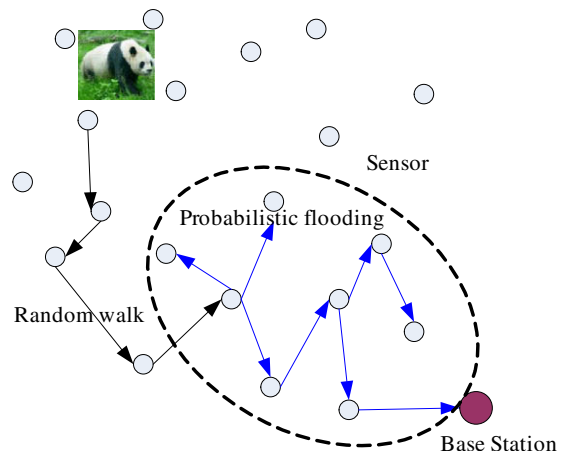 Sensor
Probabilistic flooding
Random walk
Base Station